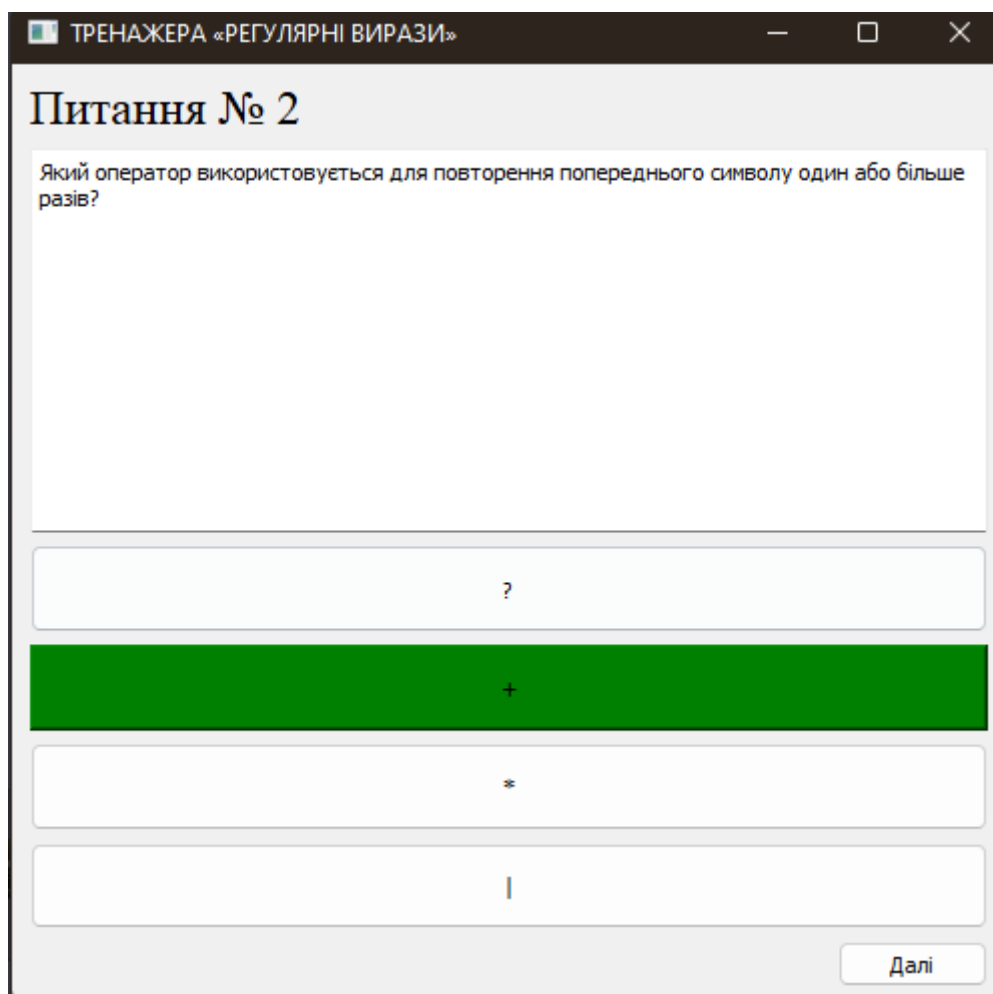 ТРЕНАЖЕРА «РЕГУЛЯРНІ ВИРАЗИ»
Питання № 2
Який оператор використовується для повторення попереднього символу один або більше
разів?
?
+
*
|
Далі